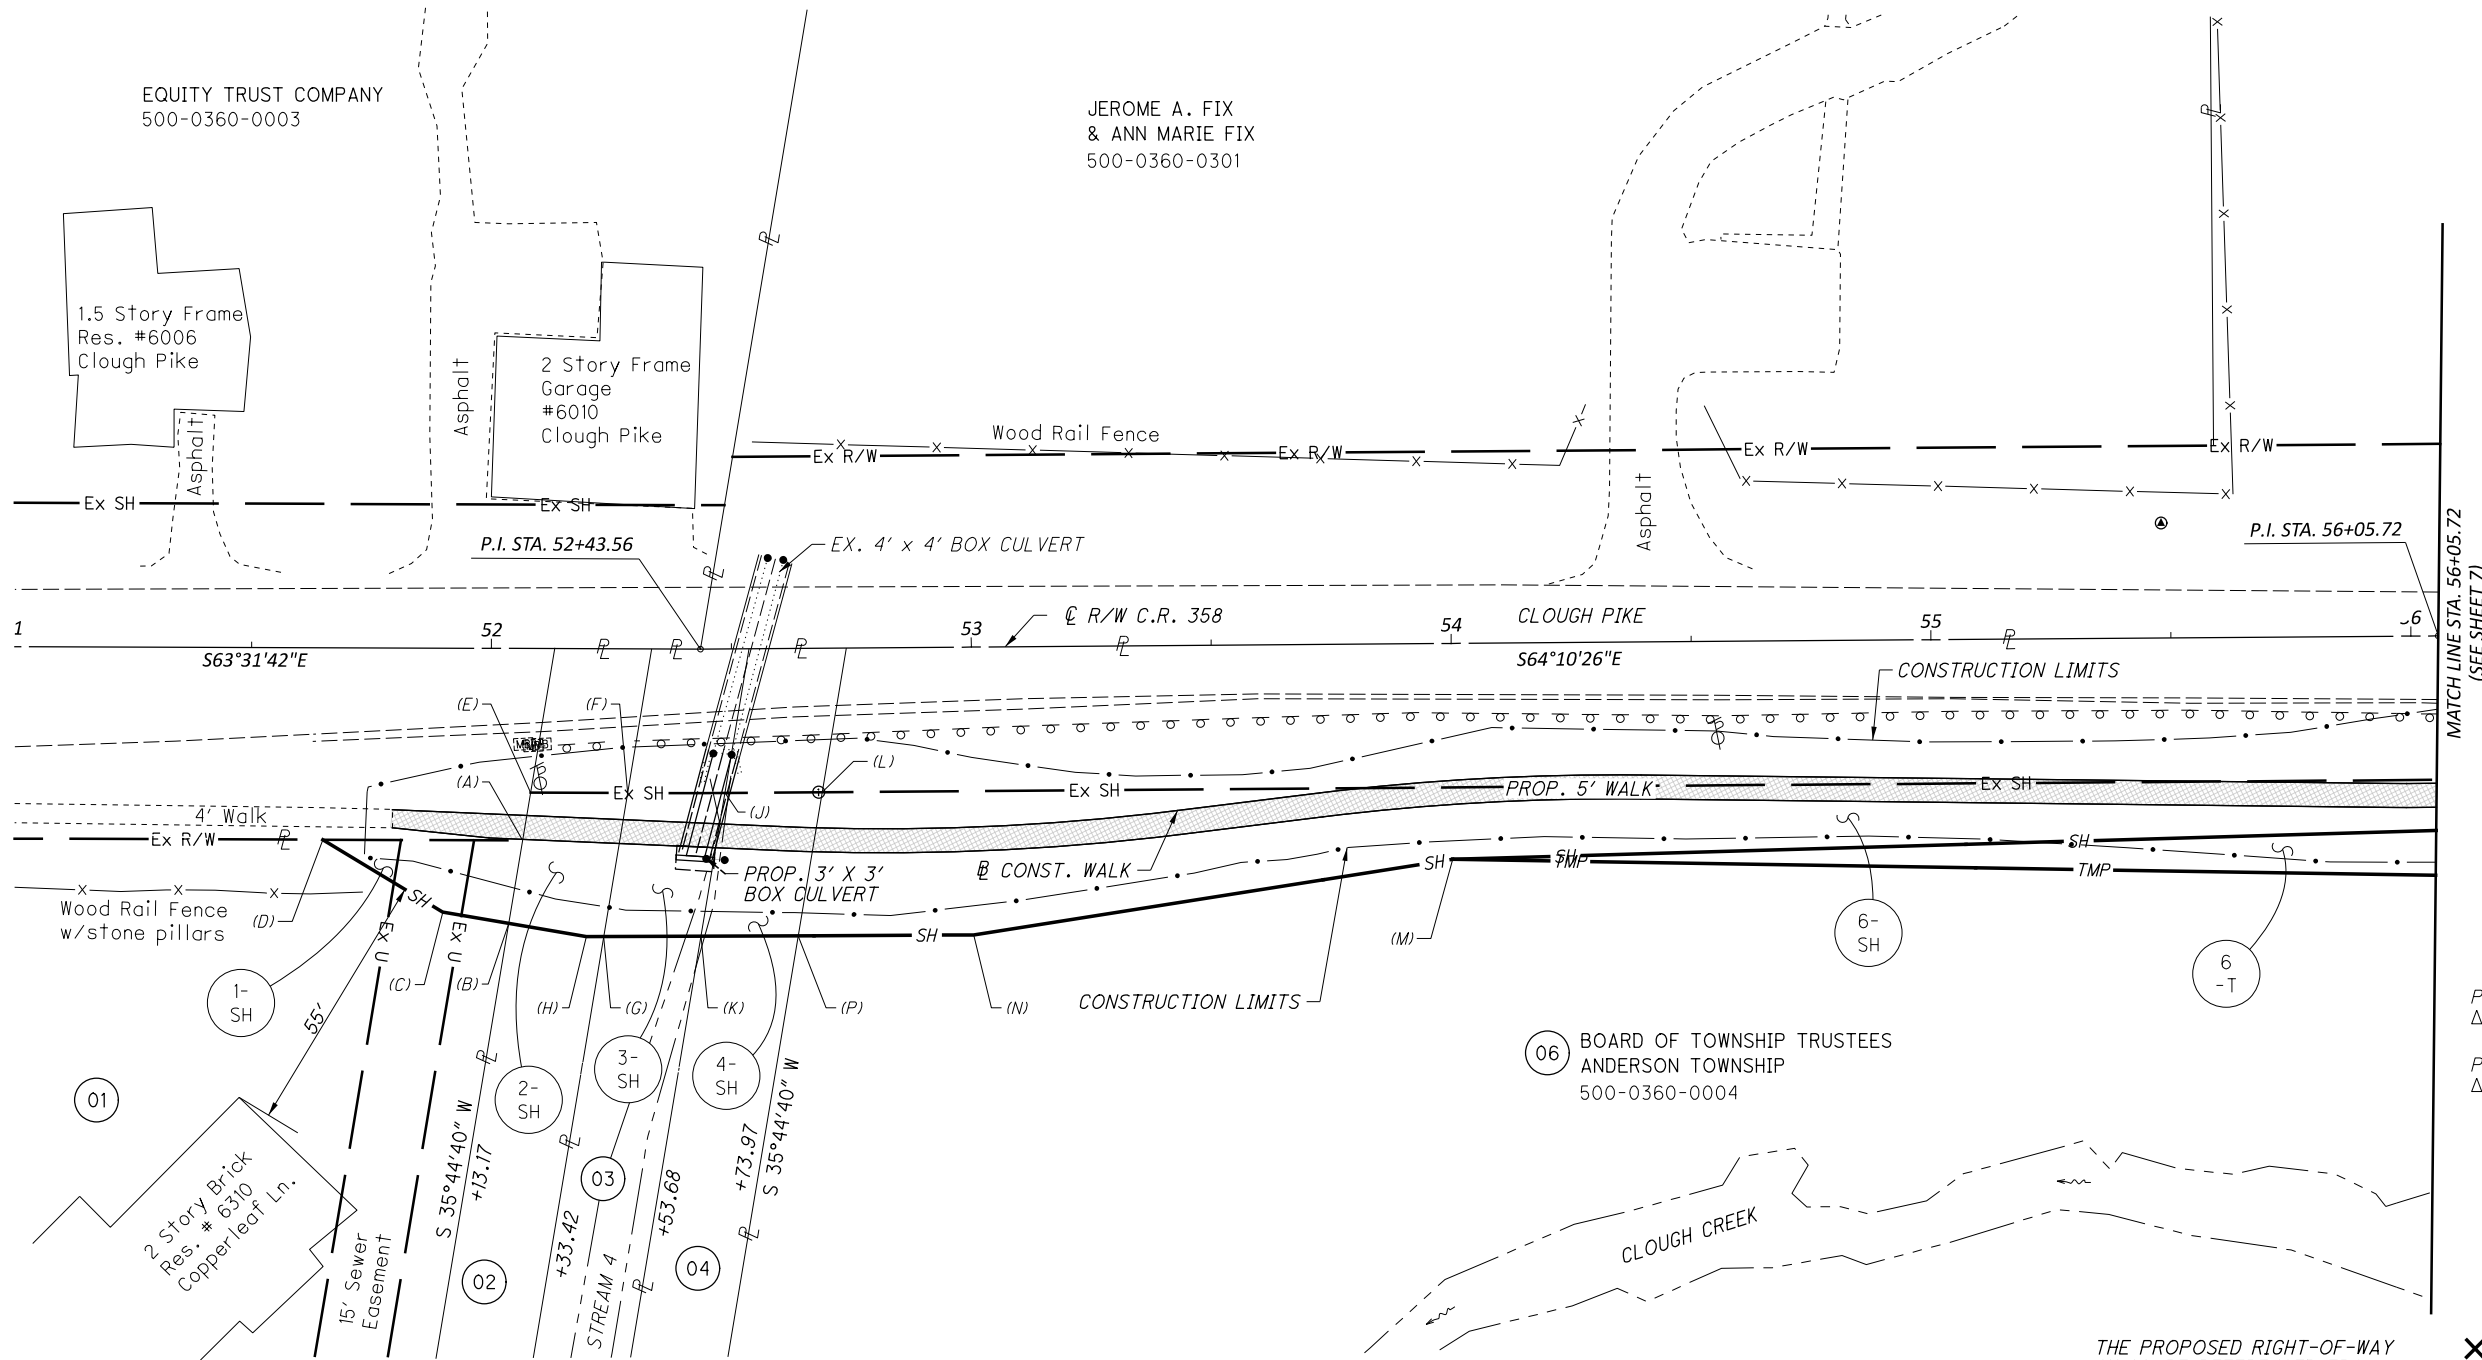 EQUITY TRUST COMPANY
500-0360-0003
JEROME A. FIX
& ANN MARIE FIX
500-0360-0301
1.5 Story Frame
Res. #6006
Clough Pike
2 Story Frame
Garage
#6010
Clough Pike
Asphalt
Asphalt
Asphalt
Wood Rail Fence
Ex R/W
Ex R/W
Ex R/W
Ex R/W
Ex SH
Ex SH
P.I. STA. 52+43.56
EX. 4' x 4' BOX CULVERT
P.I. STA. 56+05.72
MATCH LINE STA. 56+05.72
(SEE SHEET 7)
1
52
53
54
55
6
℄ R/W C.R. 358
CLOUGH PIKE
S63°31'42"E
S64°10'26"E
CONSTRUCTION LIMITS
(E)
(F)
(A)
(L)
(J)
Ex SH
Ex SH
Ex SH
PROP. 5' WALK
4' Walk
Ex R/W
PL
PROP. 3' X 3'
BOX CULVERT
BL CONST. WALK
SH
SH
SH
SH
SH
TMP
TMP
Wood Rail Fence
w/stone pillars
(D)
(C)
(B)
(H)
(G)
(K)
(P)
(N)
(M)
Ex U
Ex U
CONSTRUCTION LIMITS
1-
SH
2-
SH
3-
SH
4-
SH
6-
SH
6
-T
55'
01
02
03
04
06
BOARD OF TOWNSHIP TRUSTEES
ANDERSON TOWNSHIP
500-0360-0004
2 Story Brick
Res. # 6310
Copperleaf Ln.
15' Sewer
Easement
S 35°44'40" W
+13.17
+33.42
STREAM 4
+53.68
+73.97
S 35°44'40" W
CLOUGH CREEK
THE PROPOSED RIGHT-OF-WAY